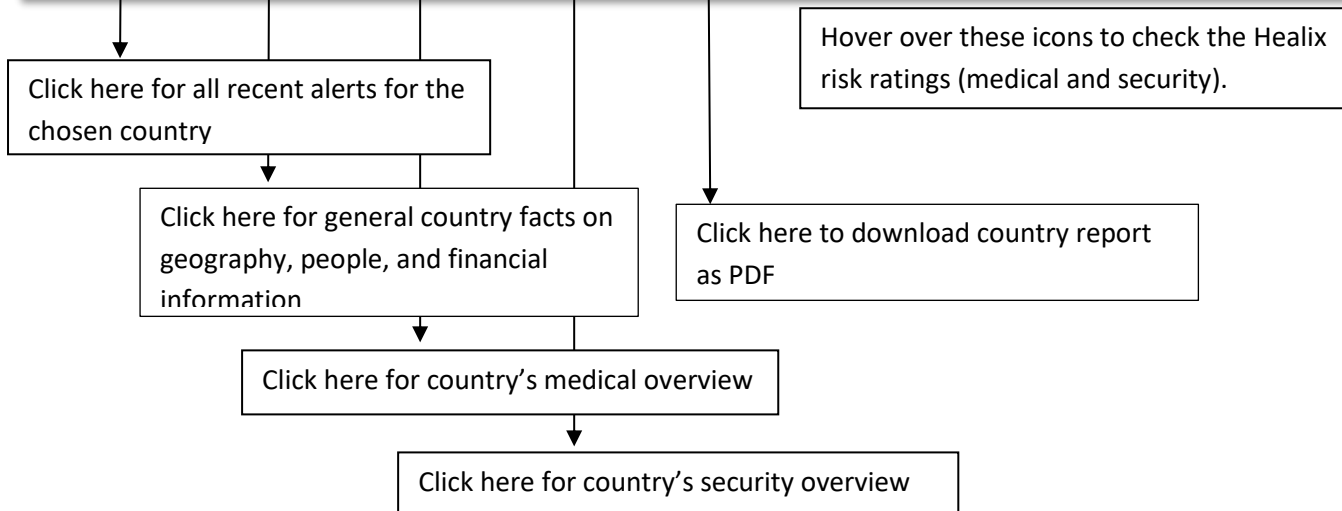 Hover over these icons to check the Healix
risk ratings (medical and security).
Click here for all recent alerts for the
chosen country
Click here for general country facts on
geography, people, and financial
information
Click here to download country report
as PDF
Click here for country’s medical overview
Click here for country’s security overview